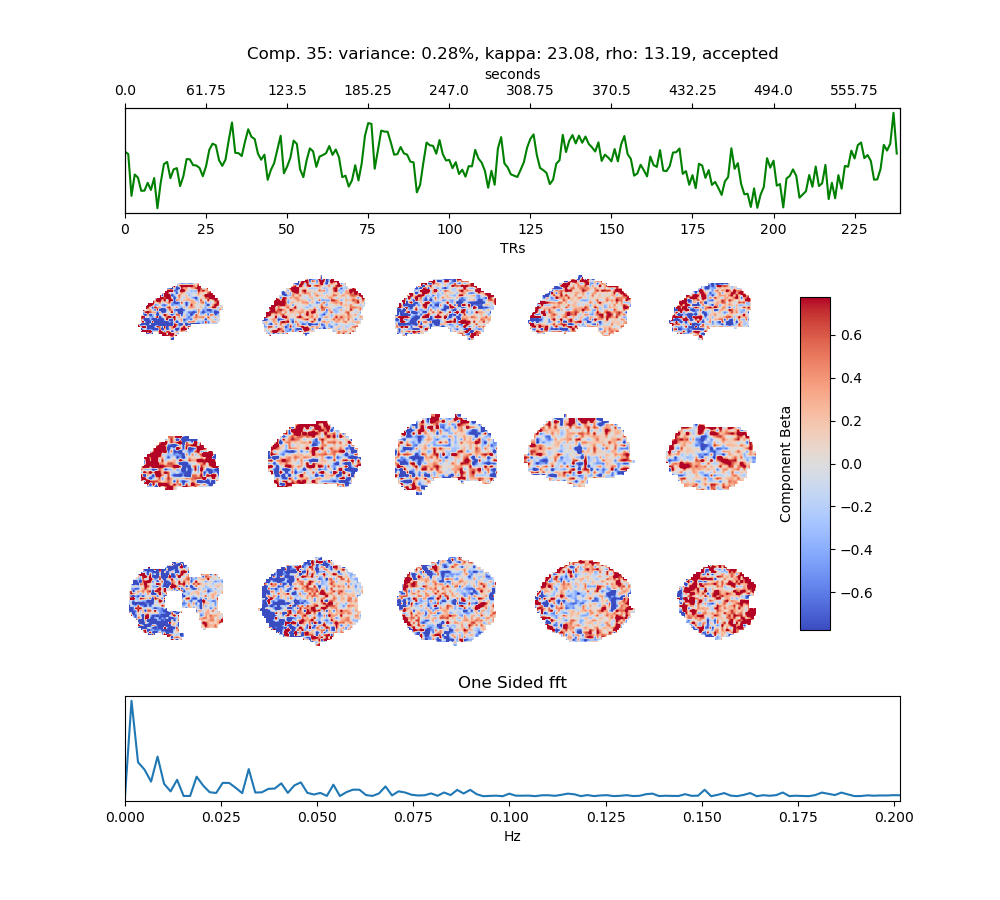 Comp. 35: variance: 0.28%, kappa: 23.08, rho: 13.19, accepted
seconds
0.0 61.75 123.5 185.25 247.0 308.75 370.5 432.25 494.0 555.75
0 25 50 75 100 125 150 175 200 225
TRs
0.6
0.4
0.2
0.0
−0.2
−0.4
−0.6
Component Beta
One Sided fft
0.000 0.025 0.050 0.075 0.100 0.125 0.150 0.175 0.200
Hz